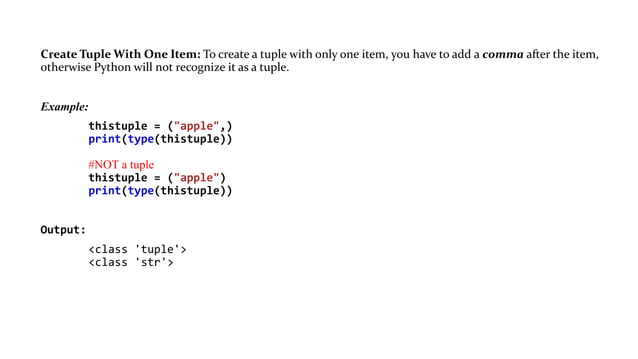 Create Tuple With One Item: To create a tuple with only one item, you have to add a comma after the item,
otherwise Python will not recognize it as a tuple.
Example:
thistuple = ("apple",)
print(type(thistuple))
#NOT a tuple
thistuple = ("apple")
print(type(thistuple))
Output:
<class 'tuple'>
<class 'str'>